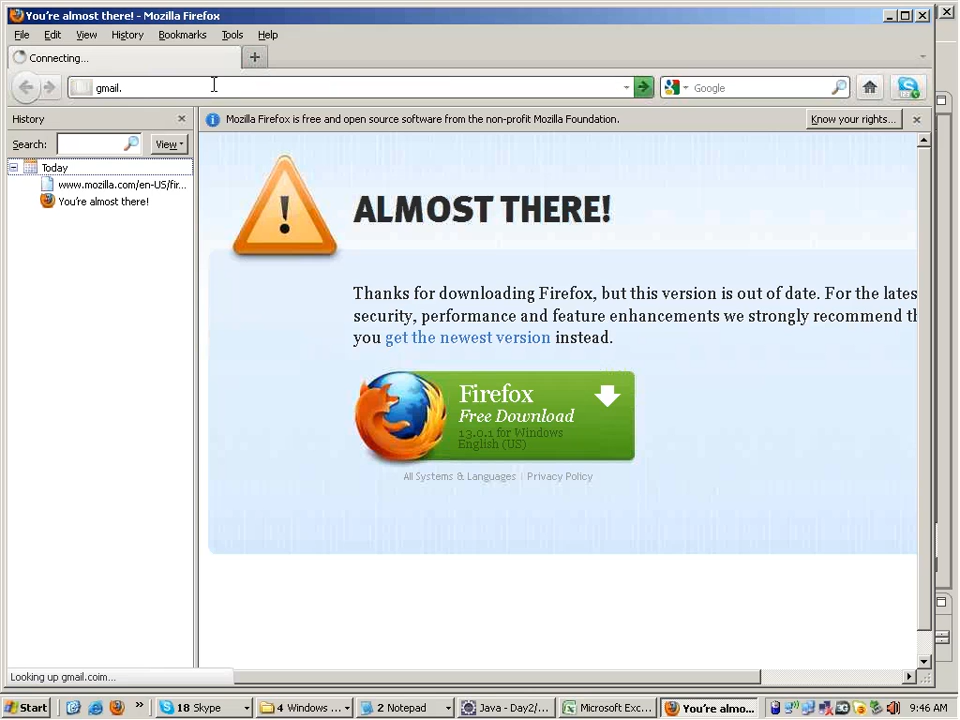 You're almost there! - Mozilla Firefox
File Edit View History Bookmarks Tools Help
Connecting...
gmail.
Google
History
Mozilla Firefox is free and open source software from the non-profit Mozilla Foundation.
Know your rights...
Search:
View
Today
www.mozilla.com/en-US/fir...
You're almost there!
ALMOST THERE!
Thanks for downloading Firefox, but this version is out of date. For the lates
security, performance and feature enhancements we strongly recommend th
you get the newest version instead.
Firefox
Free Download
13.0.1 for Windows
English (US)
All Systems & Languages | Privacy Policy
Looking up gmail.coim...
Start
18 Skype
4 Windows ...
2 Notepad
Java - Day2/...
Microsoft Exc...
You're almo...
9:46 AM